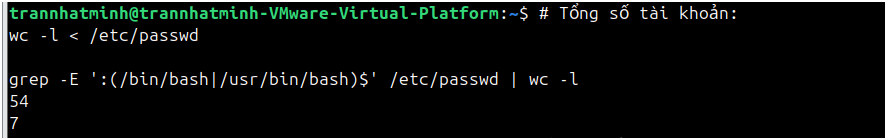 trannhatminh@trannhatminh-VMware-Virtual-Platform:~$ # Tổng số tài khoản:
wc -l < /etc/passwd
grep -E ':(/bin/bash|/usr/bin/bash)$' /etc/passwd | wc -l
54
7